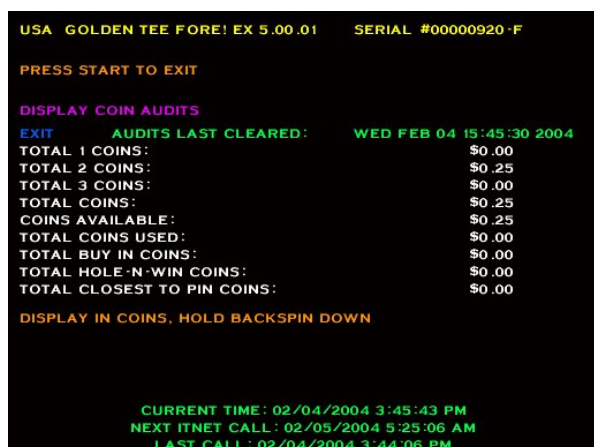 USA GOLDEN TEE FORE! EX 5.00.01 SERIAL #00000920-F
PRESS START TO EXIT
DISPLAY COIN AUDITS
EXIT AUDITS LAST CLEARED: WED FEB 04 15:45:30 2004
TOTAL 1 COINS: $0.00
TOTAL 2 COINS: $0.25
TOTAL 3 COINS: $0.00
TOTAL COINS: $0.25
COINS AVAILABLE: $0.25
TOTAL COINS USED: $0.00
TOTAL BUY IN COINS: $0.00
TOTAL HOLE-N-WIN COINS: $0.00
TOTAL CLOSEST TO PIN COINS: $0.00
DISPLAY IN COINS, HOLD BACKSPIN DOWN
CURRENT TIME: 02/04/2004 3:45:43 PM
NEXT ITNET CALL: 02/05/2004 5:25:06 AM
LAST CALL: 02/04/2004 3:44:06 PM